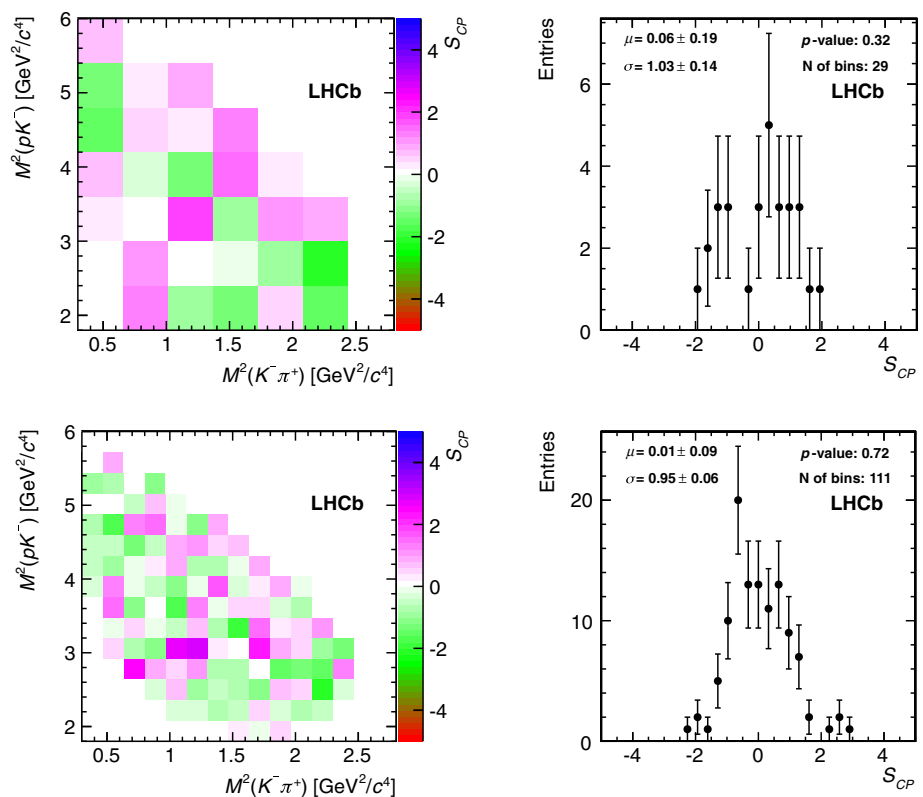 M²(pK⁻) [GeV²/c⁴]
6
5
4
3
2
0.5 1 1.5 2 2.5
M²(K⁻π⁺) [GeV²/c⁴]
LHCb
S_CP
4
2
0
-2
-4
Entries
6
4
2
0
-4 -2 0 2 4
S_CP
μ = 0.06 ± 0.19
σ = 1.03 ± 0.14
p-value: 0.32
N of bins: 29
LHCb
M²(pK⁻) [GeV²/c⁴]
6
5
4
3
2
0.5 1 1.5 2 2.5
M²(K⁻π⁺) [GeV²/c⁴]
LHCb
S_CP
4
2
0
-2
-4
Entries
20
10
0
-4 -2 0 2 4
S_CP
μ = 0.01 ± 0.09
σ = 0.95 ± 0.06
p-value: 0.72
N of bins: 111
LHCb